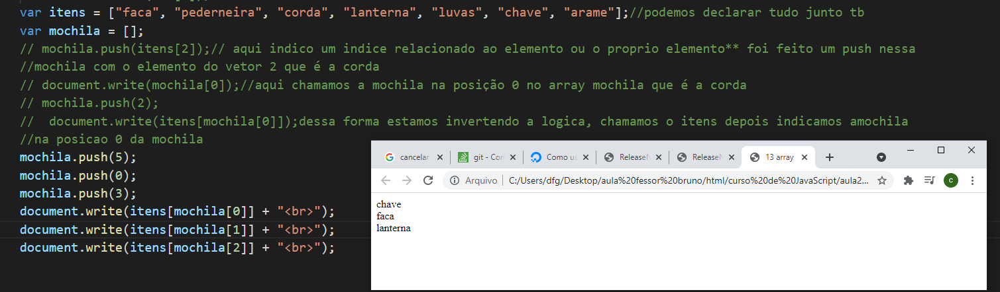 var itens = ["faca", "pederneira", "corda", "lanterna", "luvas", "chave", "arame"];//podemos declarar tudo junto tb
var mochila = [];
// mochila.push(itens[2]);// aqui indico um indice relacionado ao elemento ou o proprio elemento** foi feito um push nessa
//mochila com o elemento do vetor 2 que é a corda
// document.write(mochila[0]);//aqui chamamos a mochila na posição 0 no array mochila que é a corda
// mochila.push(2);
//  document.write(itens[mochila[0]]);dessa forma estamos invertendo a logica, chamamos o itens depois indicamos amochila
//na posicao 0 da mochila
mochila.push(5);
mochila.push(0);
mochila.push(3);
document.write(itens[mochila[0]] + "<br>");
document.write(itens[mochila[1]] + "<br>");
document.write(itens[mochila[2]] + "<br>");
cancelar git - Con Como us Release Release 13 array
Arquivo C:/Users/dfg/Desktop/aula%20fessor%20bruno/html/curso%20de%20JavaScript/aula2...
c
chave
faca
lanterna